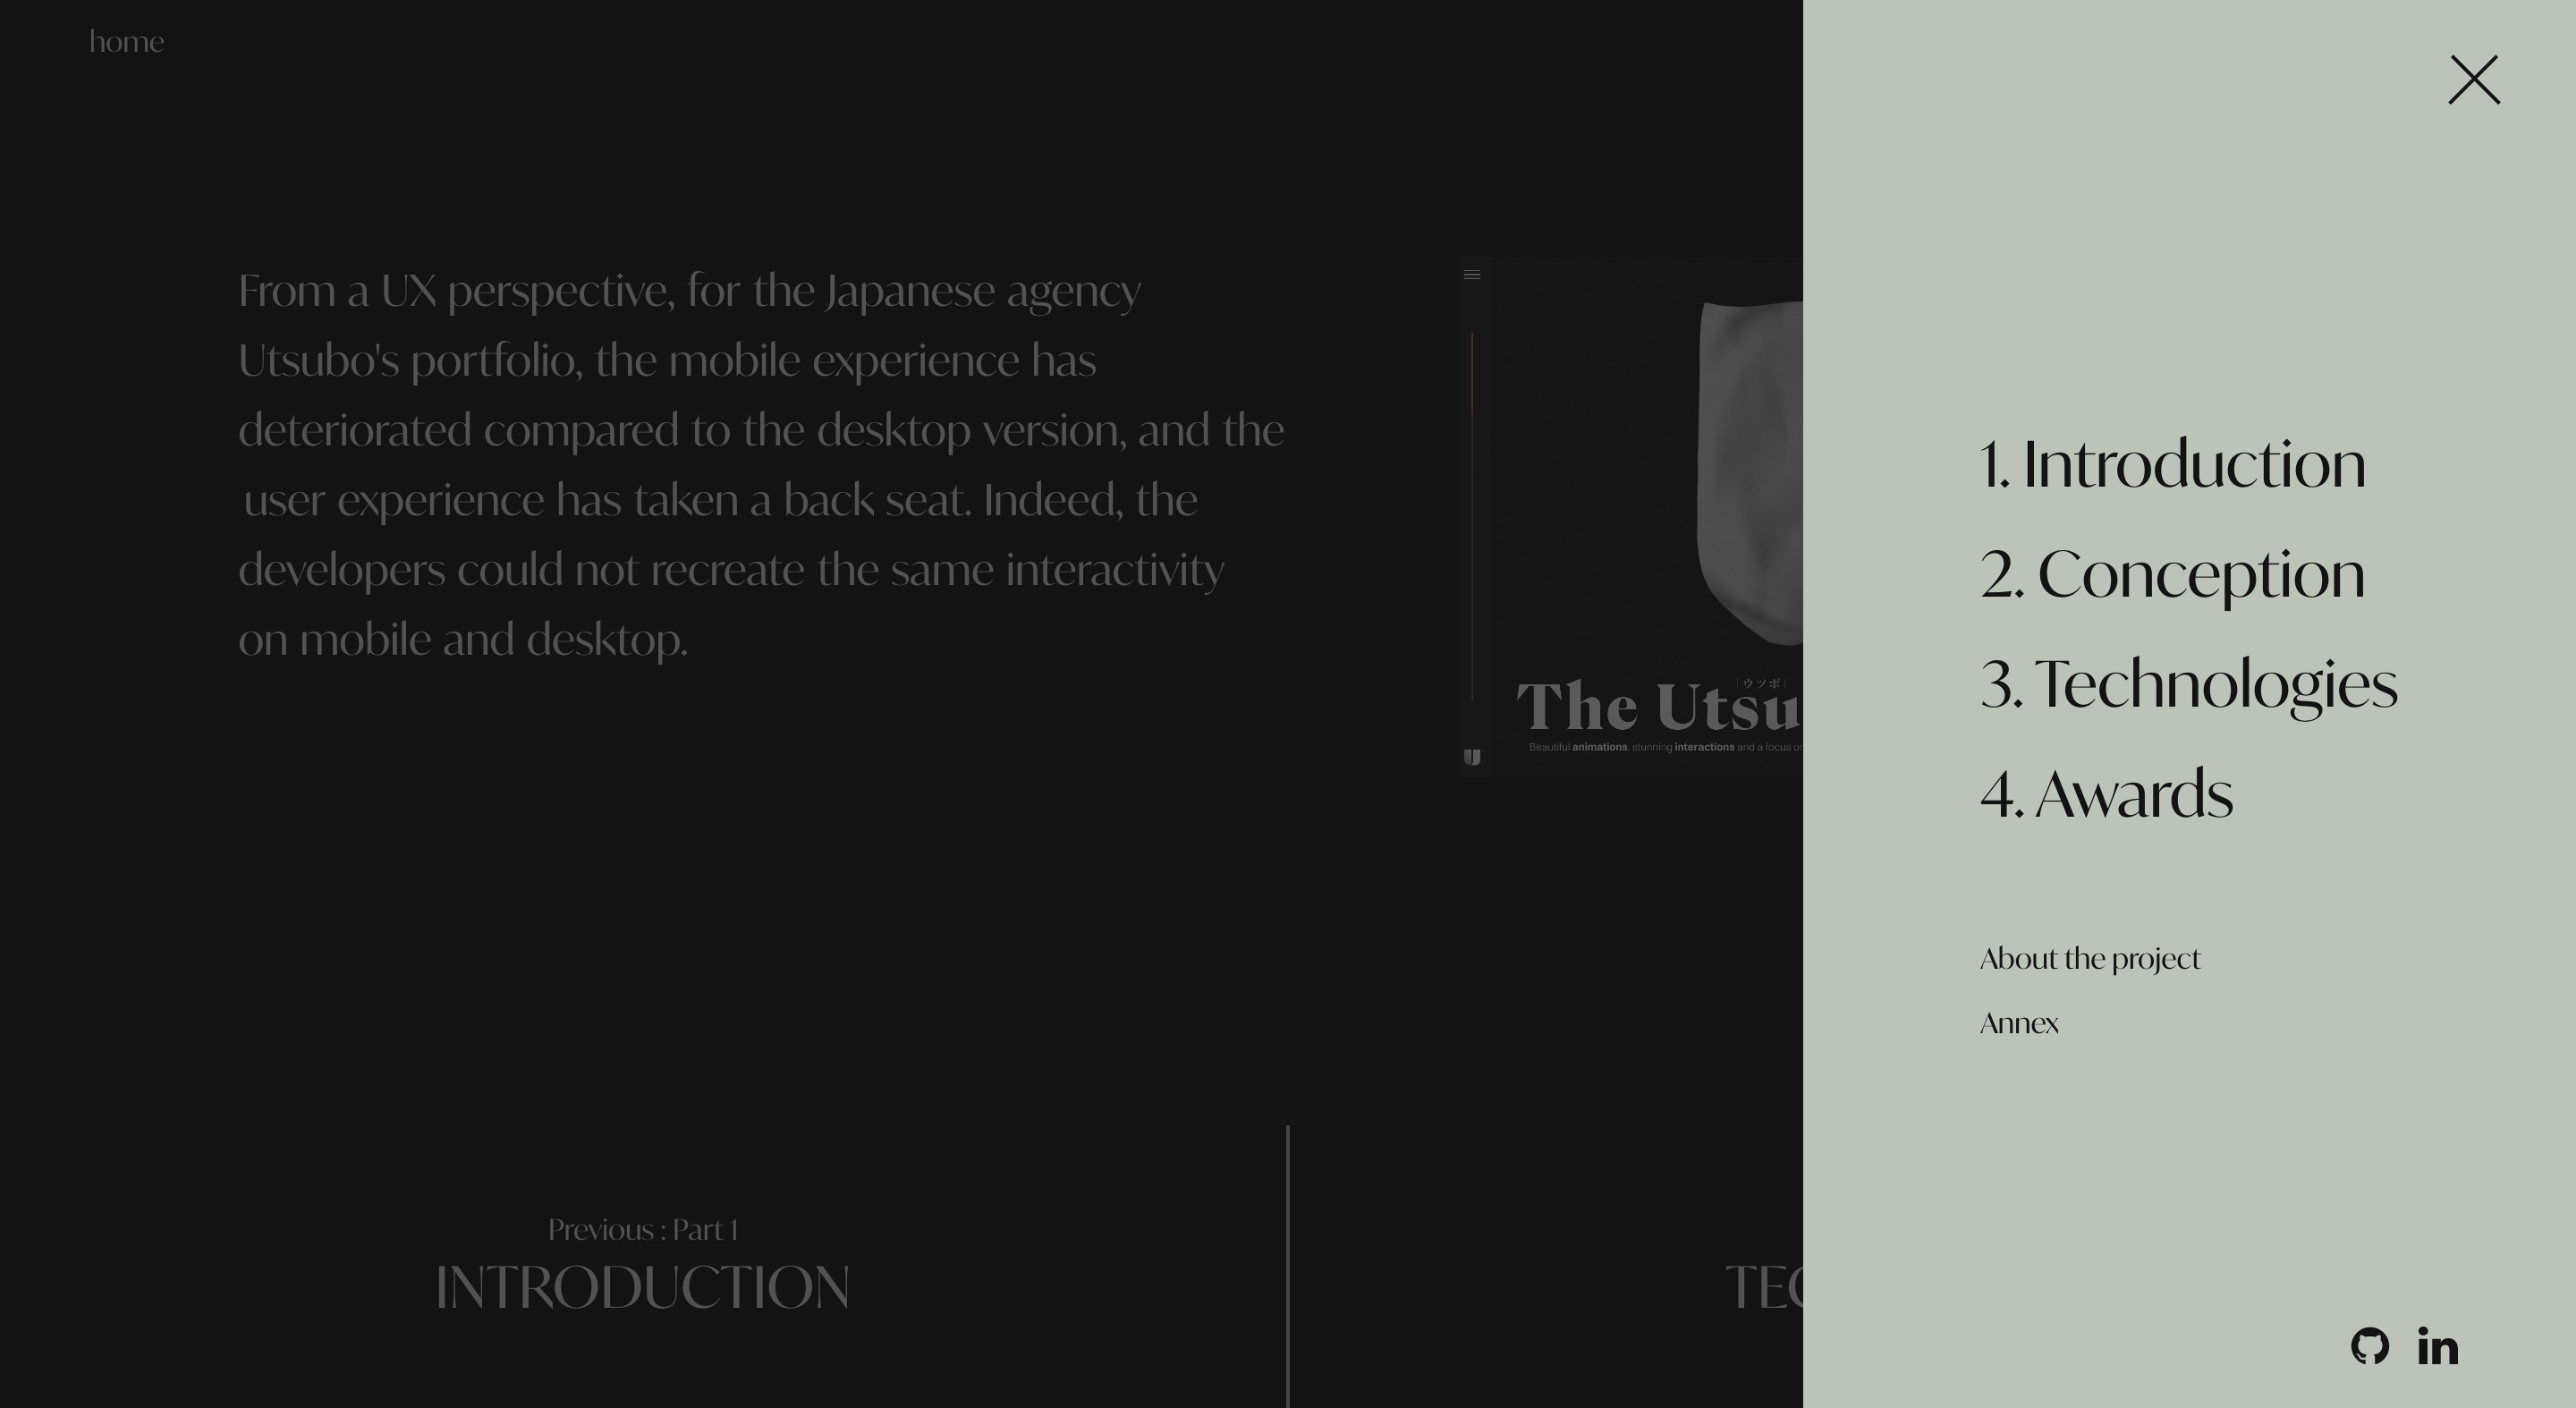 home
From a UX perspective, for the Japanese agency
Utsubo's portfolio, the mobile experience has
deteriorated compared to the desktop version, and the
user experience has taken a back seat. Indeed, the
developers could not recreate the same interactivity
on mobile and desktop.
ウツボ
The Utsu
Beautiful animations, stunning interactions and a focus on
Previous : Part 1
INTRODUCTION
TEC
1. Introduction
2. Conception
3. Technologies
4. Awards
About the project
Annex
in